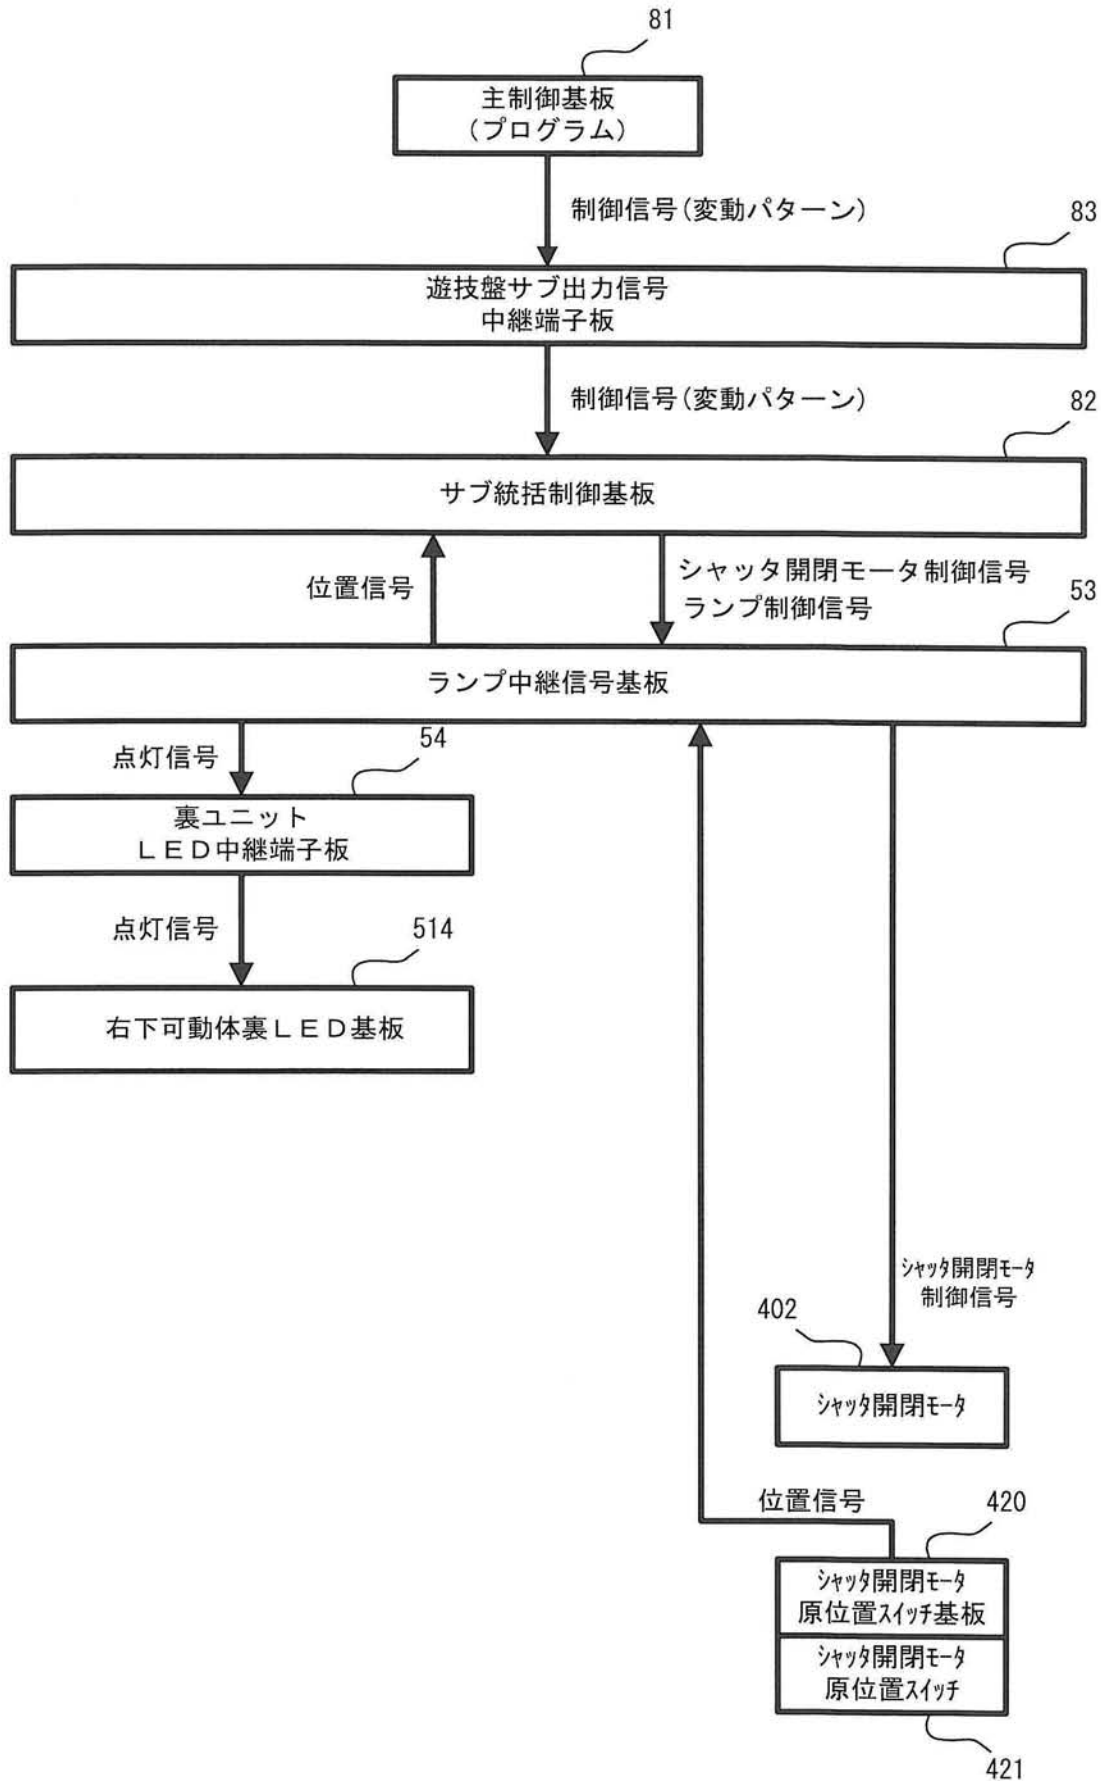 81
主制御基板
(プログラム)
制御信号(変動パターン)
83
遊技盤サブ出力信号
中継端子板
制御信号(変動パターン)
82
サブ統括制御基板
位置信号
シャッタ開閉モータ制御信号
ランプ制御信号
53
ランプ中継信号基板
点灯信号
54
裏ユニット
LED中継端子板
点灯信号
514
右下可動体裏LED基板
シャッタ開閉モータ
制御信号
402
シャッタ開閉モータ
位置信号
420
シャッタ開閉モータ
原位置スイッチ基板
シャッタ開閉モータ
原位置スイッチ
421